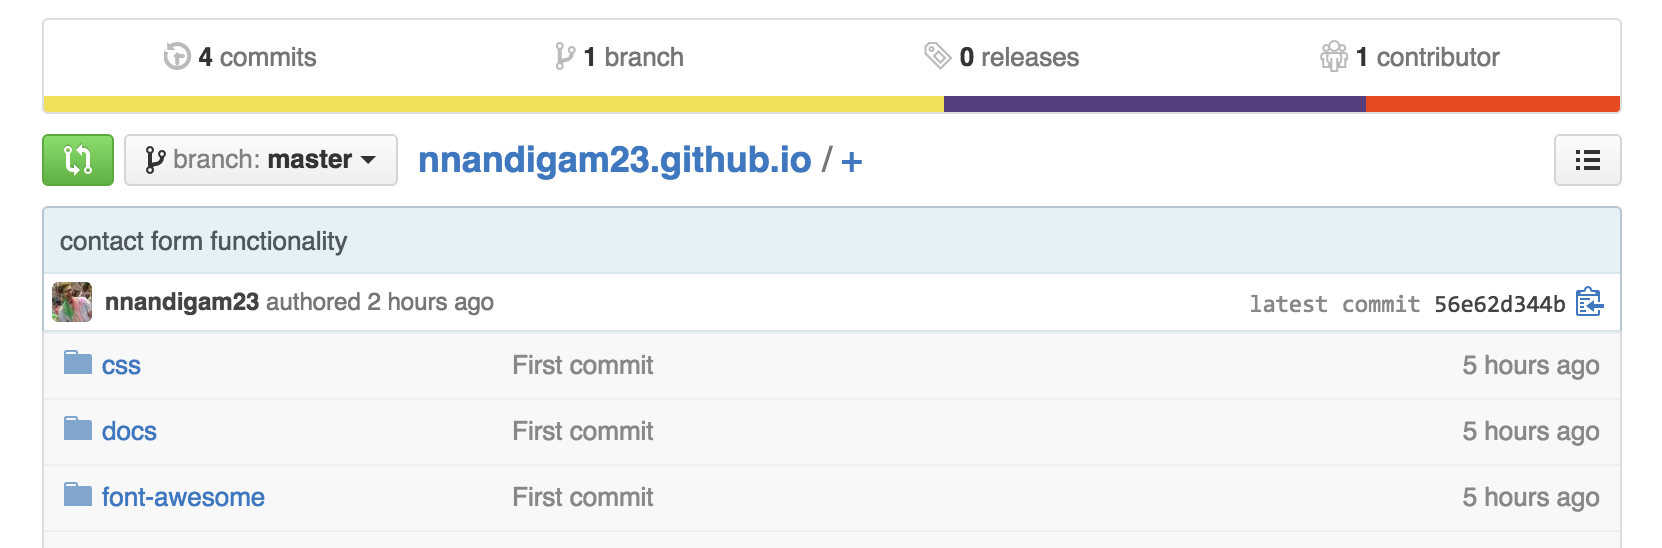 4 commits 1 branch 0 releases 1 contributor
branch: master nnandigam23.github.io / +
contact form functionality
nnandigam23 authored 2 hours ago latest commit 56e62d344b
css First commit 5 hours ago
docs First commit 5 hours ago
font-awesome First commit 5 hours ago